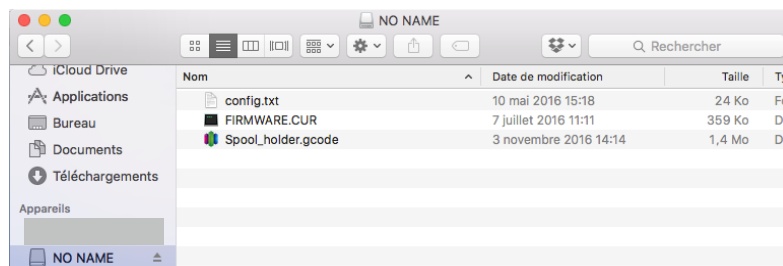 NO NAME
Rechercher
iCloud Drive
Applications
Bureau
Documents
Téléchargements
Appareils
NO NAME
Nom Date de modification Taille
config.txt 10 mai 2016 15:18 24 Ko
FIRMWARE.CUR 7 juillet 2016 11:11 359 Ko
Spool_holder.gcode 3 novembre 2016 14:14 1,4 Mo